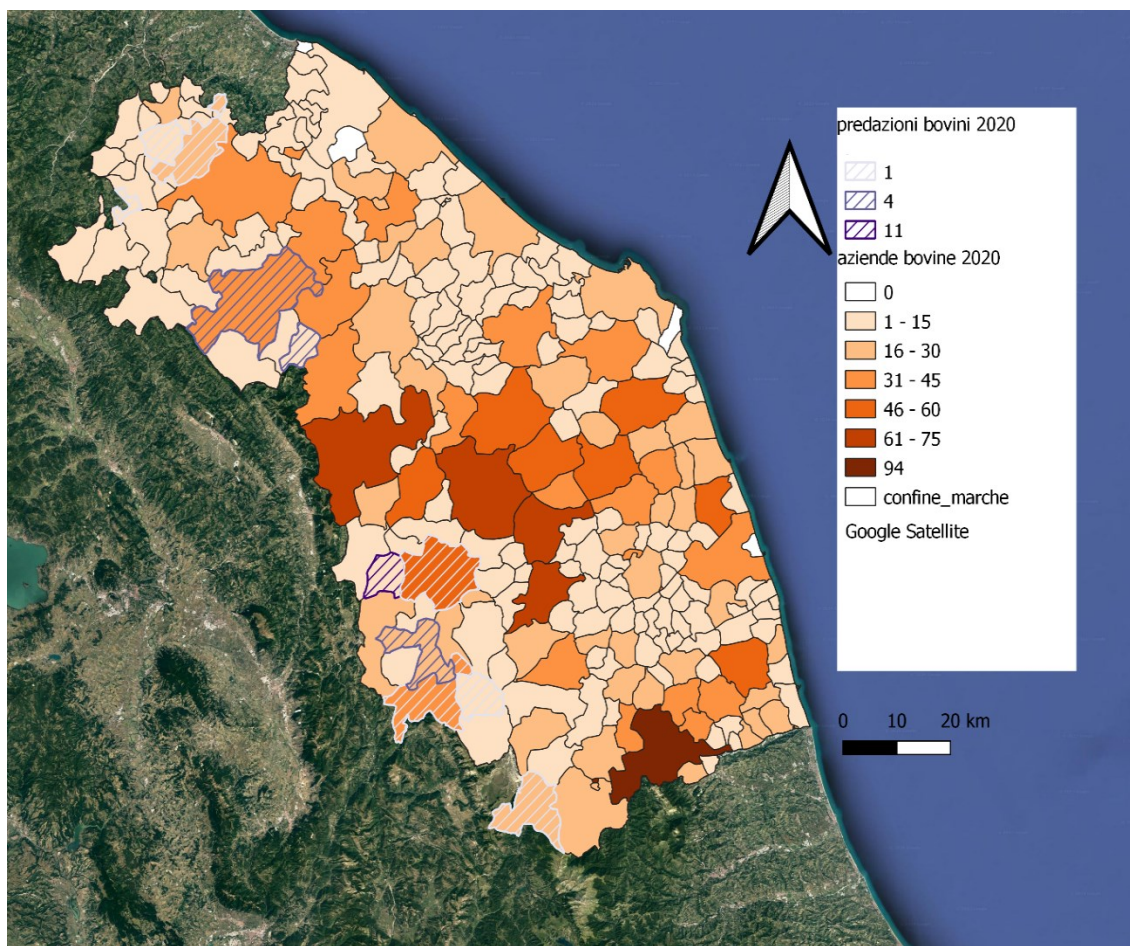 predazioni bovini 2020
1
4
11
aziende bovine 2020
0
1 - 15
16 - 30
31 - 45
46 - 60
61 - 75
94
confine_marche
Google Satellite
0 10 20 km